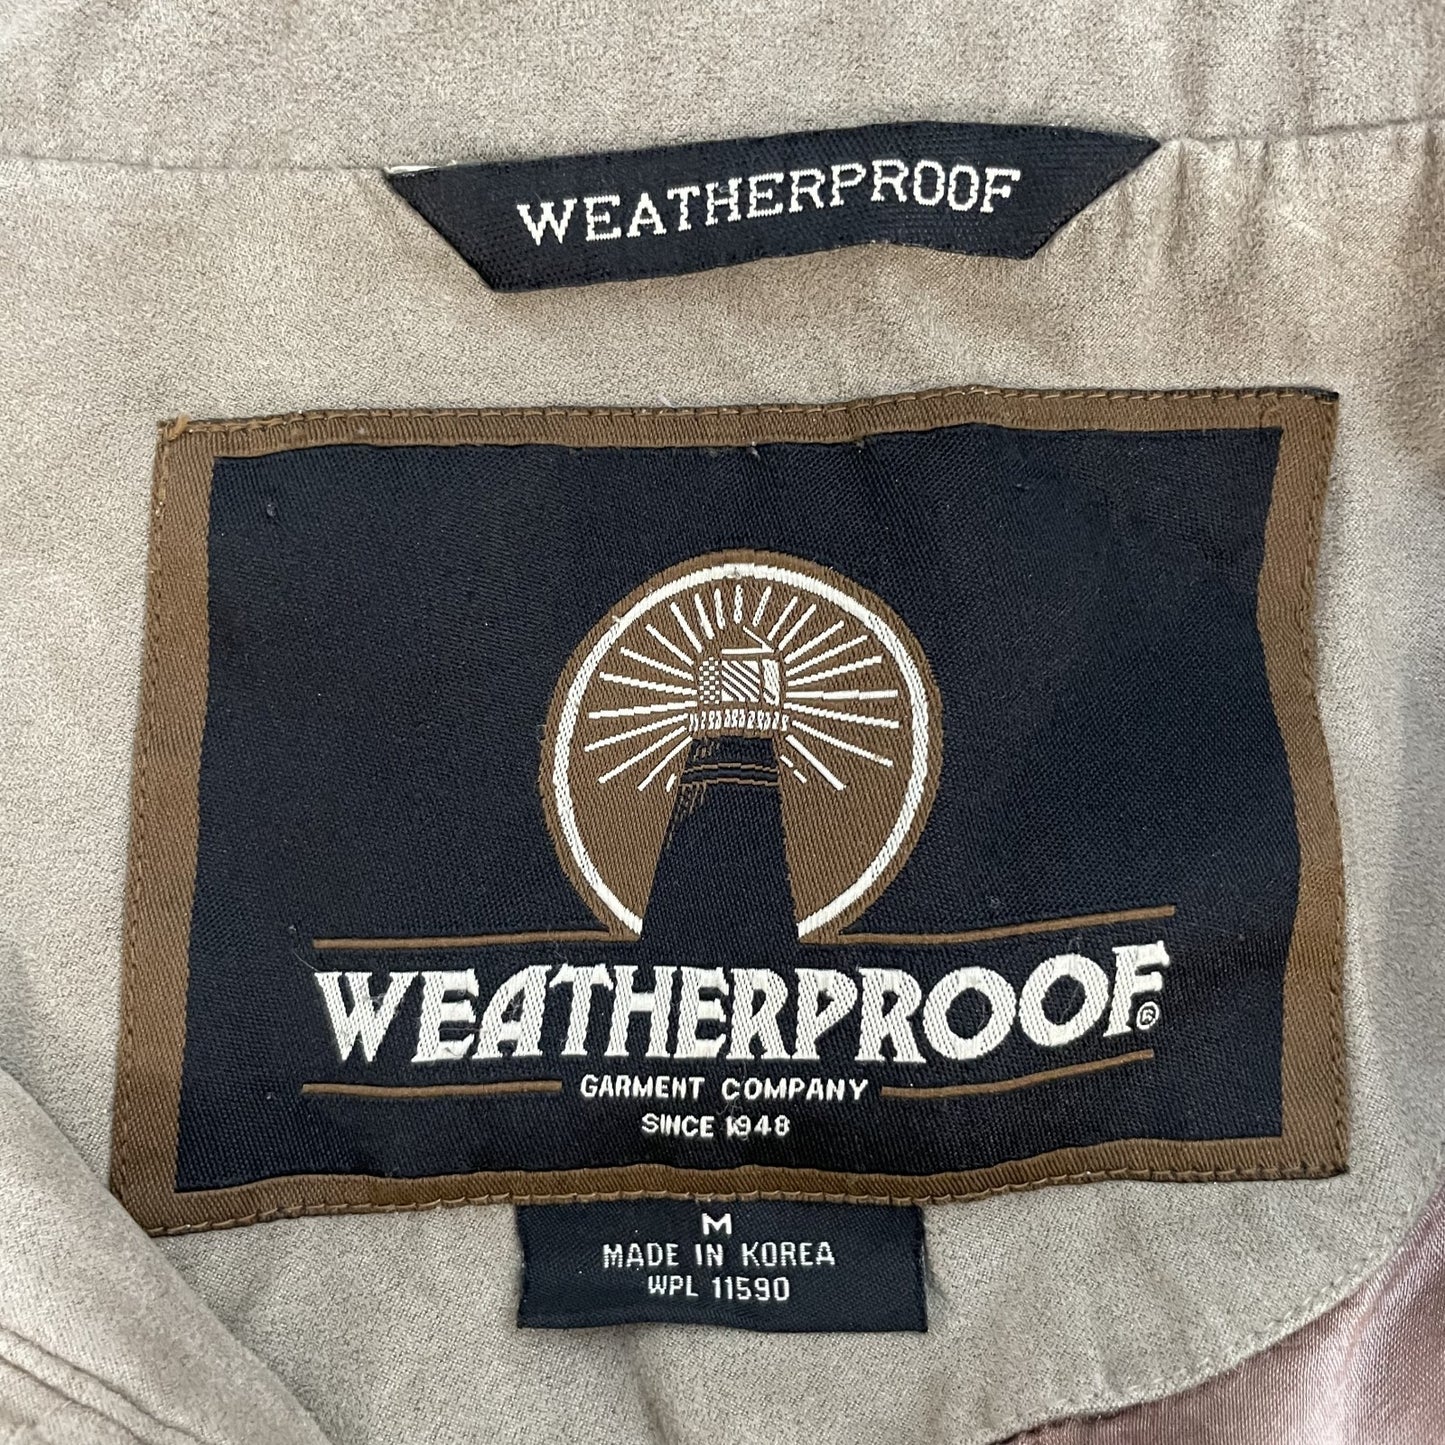 WEATHERPROOF
WEATHERPROOF®
GARMENT COMPANY
SINCE 1948
M
MADE IN KOREA
WPL 11590